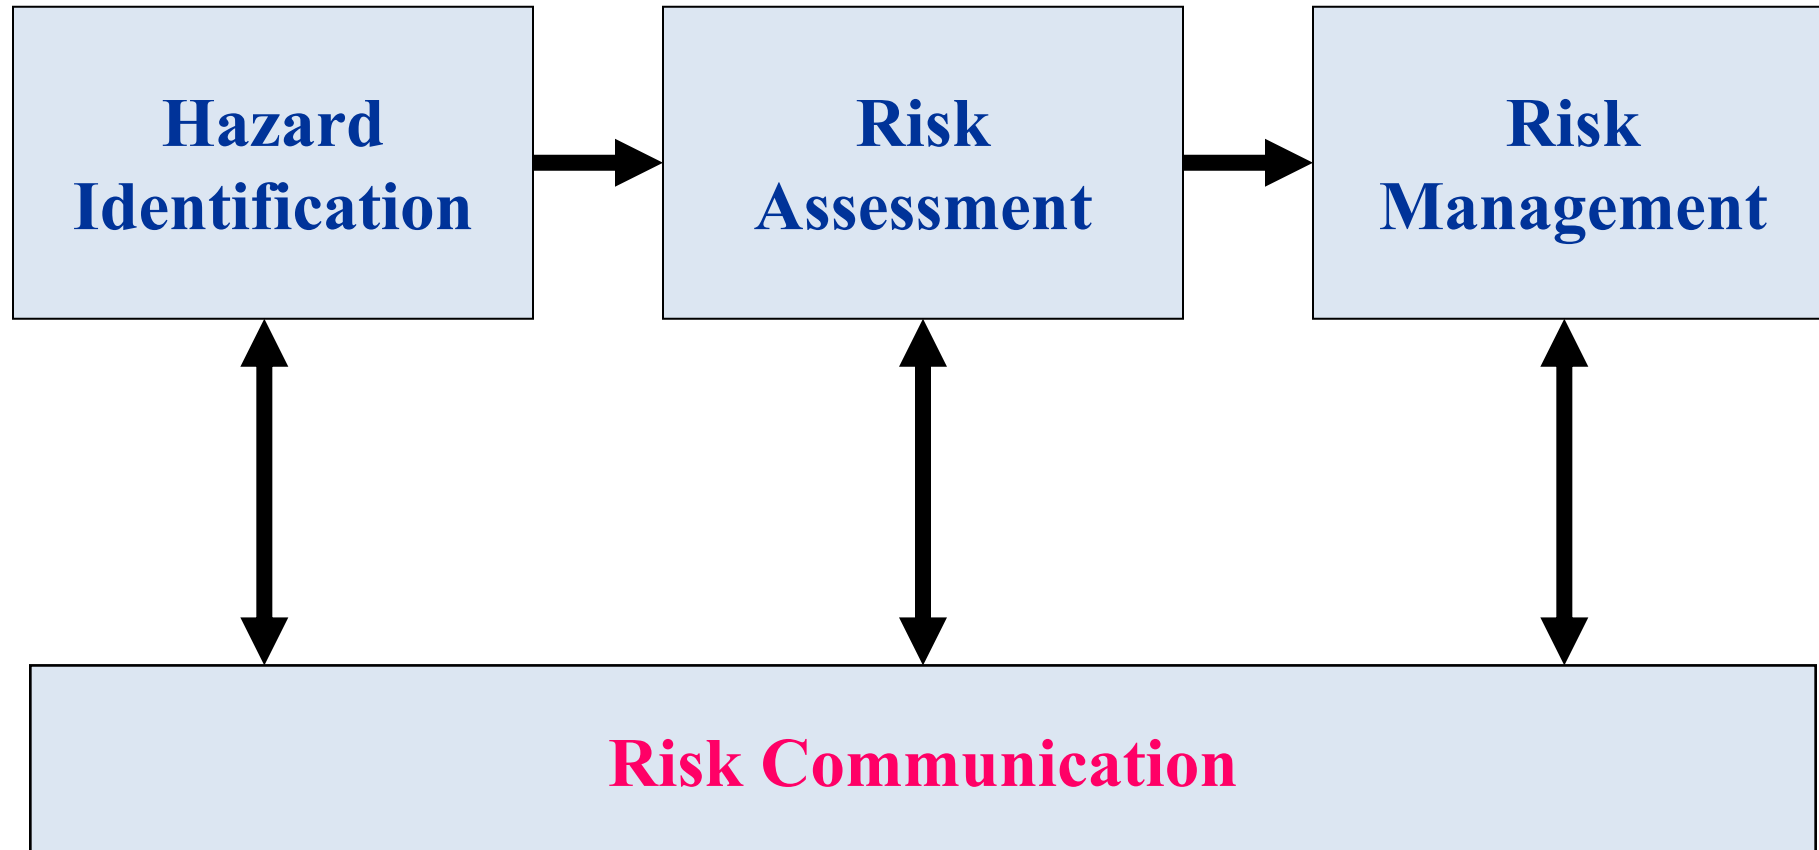 Hazard
Identification
Risk
Assessment
Risk
Management
Risk Communication